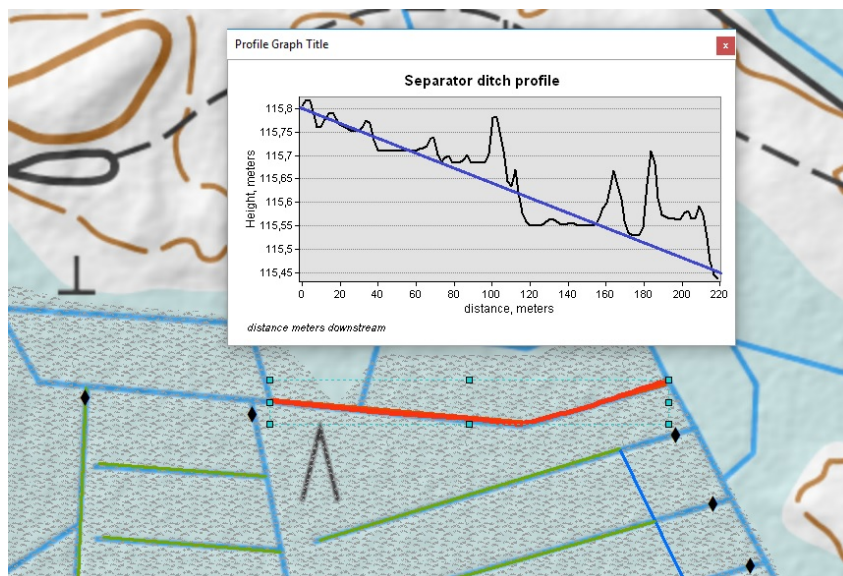 Profile Graph Title
x
Separator ditch profile
Height, meters
115,8
115,75
115,7
115,65
115,6
115,55
115,5
115,45
0 20 40 60 80 100 120 140 160 180 200 220
distance, meters
distance meters downstream